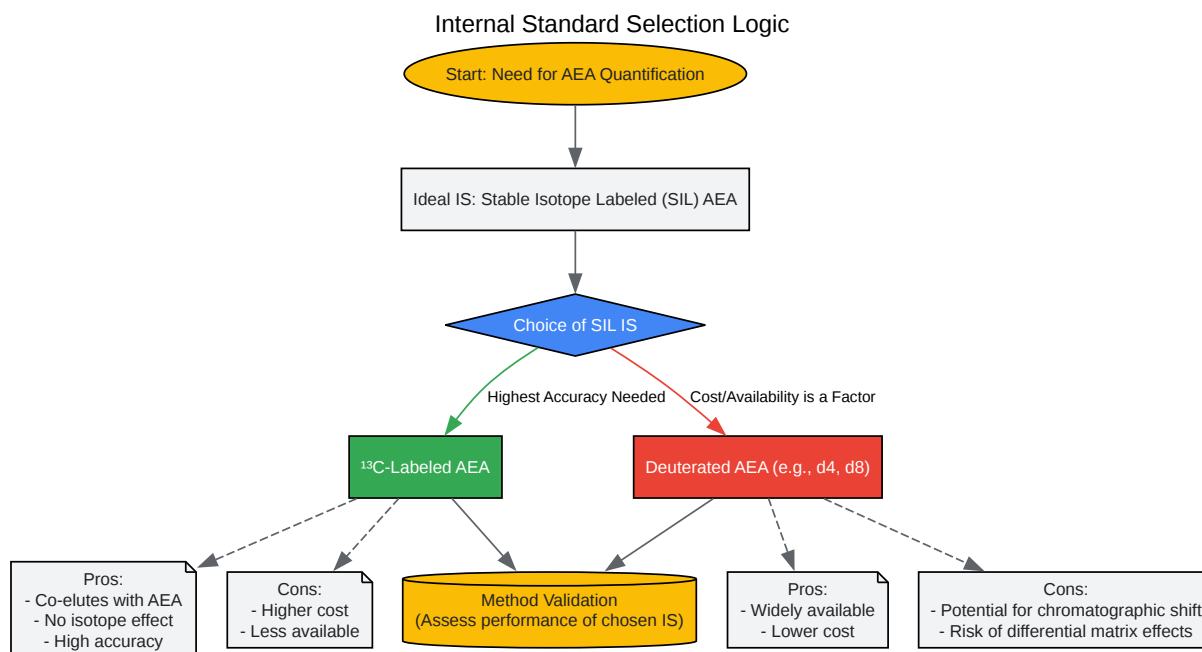 Internal Standard Selection Logic
Start: Need for AEA Quantification
Ideal IS: Stable Isotope Labeled (SIL) AEA
Choice of SIL IS
Highest Accuracy Needed
Cost/Availability is a Factor
¹³C-Labeled AEA
Deuterated AEA (e.g., d4, d8)
Pros:
- Co-elutes with AEA
- No isotope effect
- High accuracy
Cons:
- Higher cost
- Less available
Method Validation
(Assess performance of chosen IS)
Pros:
- Widely available
- Lower cost
Cons:
- Potential for chromatographic shift
- Risk of differential matrix effects